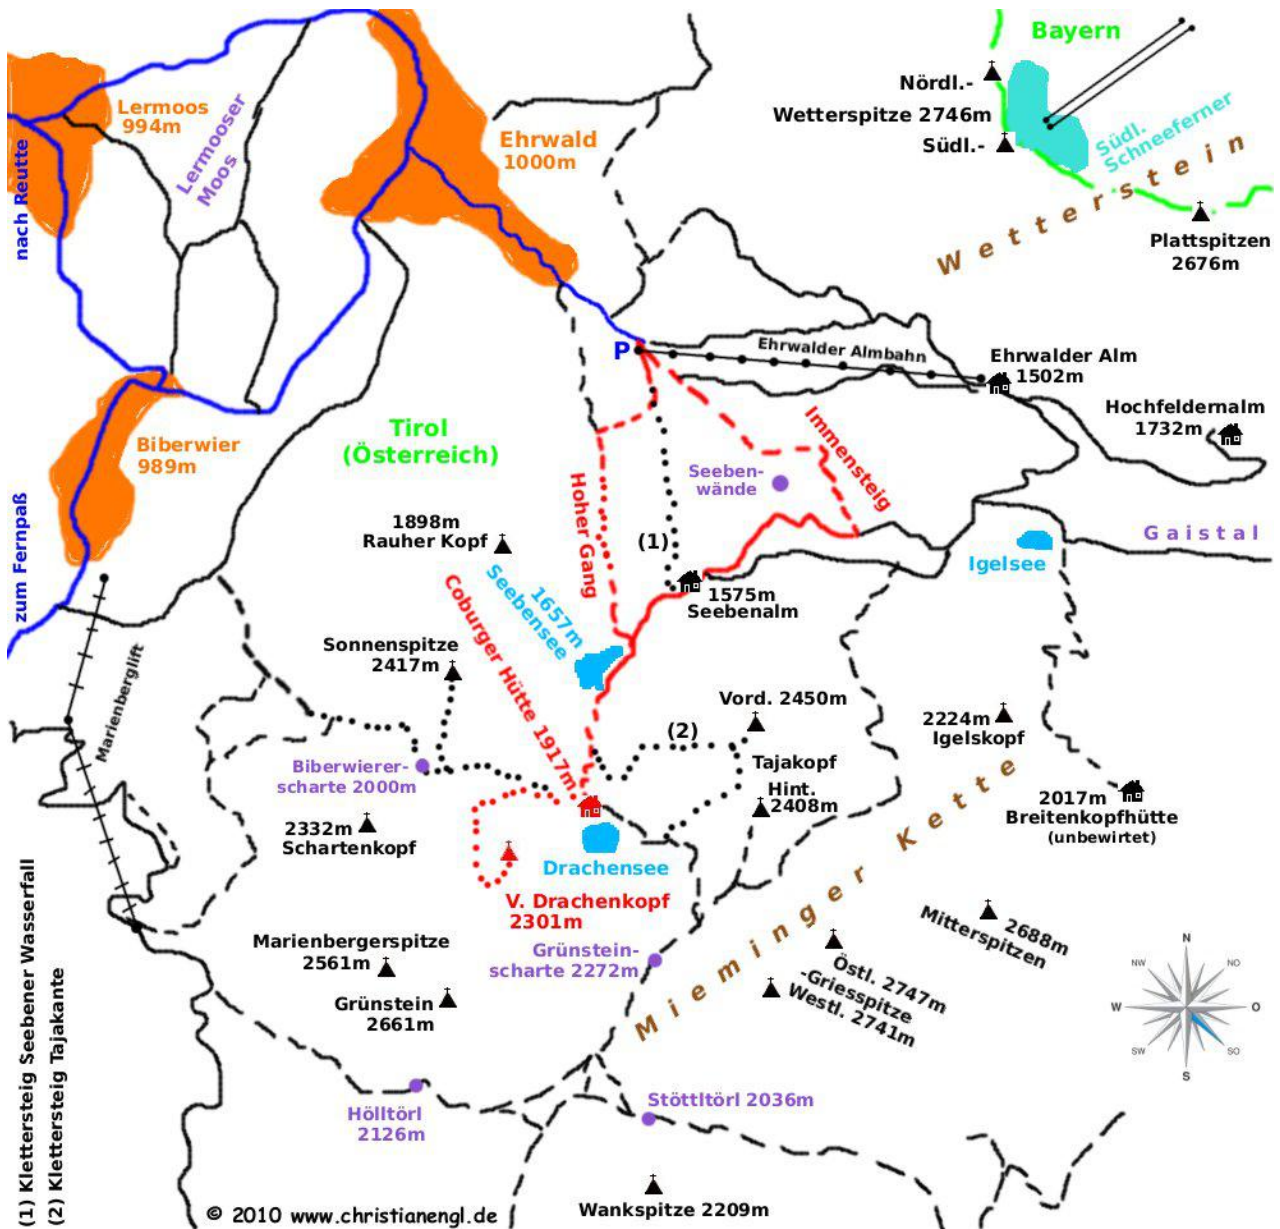 Bayern
Nördl.-
Wetterspitze 2746m
Südl.-
Südl.
Schneeferner
Wetterstein
Plattspitzen
2676m
Lermoos
994m
Lermooser
Moos
Ehrwald
1000m
nach Reutte
P
Ehrwalder Almbahn
Ehrwalder Alm
1502m
Hochfeldernalm
1732m
Biberwier
989m
Tirol
(Österreich)
Immensteig
Seeben-
wände
Hoher Gang
zum Fernpaß
1898m
Rauher Kopf
(1)
Gaistal
Igelsee
1657m
Seebensee
1575m
Seebenalm
Coburger Hütte 1917m
Sonnenspitze
2417m
Marienberglift
Vord. 2450m
(2)
2224m
Igelskopf
Tajakopf
Biberwierer-
scharte 2000m
Hint.
2408m
2017m
Breitenkopfhütte
(unbewirtet)
2332m
Schartenkopf
Drachensee
Mieminger Kette
V. Drachenkopf
2301m
2688m
Mitterspitzen
Marienbergerspitze
2561m
Grünstein-
scharte 2272m
Östl. 2747m
-Griesspitze
Westl. 2741m
Grünstein
2661m
N
NW
NO
W
O
SW
SO
S
Hölltörl
2126m
Stöttltörl 2036m
Wankspitze 2209m
(1) Klettersteig Seebener Wasserfall
(2) Klettersteig Tajakante
© 2010 www.christianengl.de